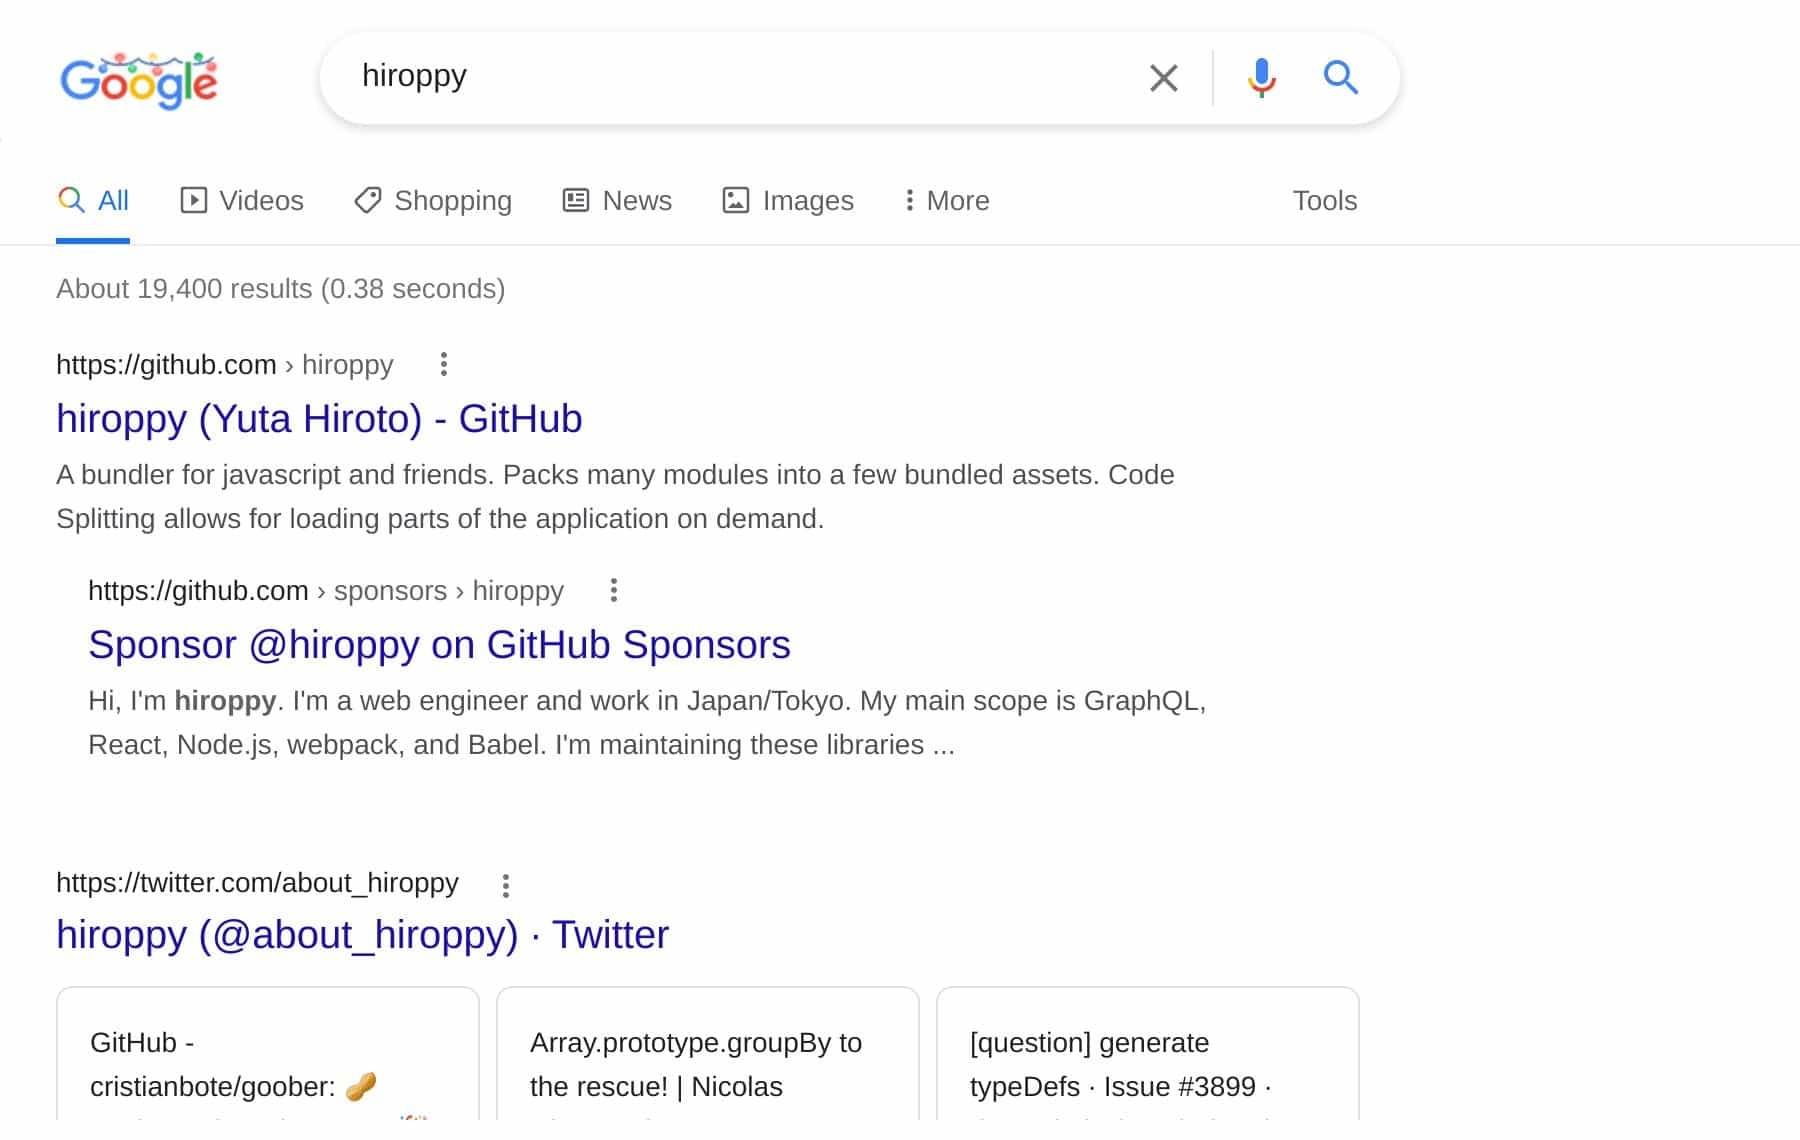 Google
hiroppy
All
Videos
Shopping
News
Images
More
Tools
About 19,400 results (0.38 seconds)
https://github.com › hiroppy
hiroppy (Yuta Hiroto) - GitHub
A bundler for javascript and friends. Packs many modules into a few bundled assets. Code
Splitting allows for loading parts of the application on demand.
https://github.com › sponsors › hiroppy
Sponsor @hiroppy on GitHub Sponsors
Hi, I'm hiroppy. I'm a web engineer and work in Japan/Tokyo. My main scope is GraphQL,
React, Node.js, webpack, and Babel. I'm maintaining these libraries ...
https://twitter.com/about_hiroppy
hiroppy (@about_hiroppy) · Twitter
GitHub -
cristianbote/goober: 🥜
Array.prototype.groupBy to
the rescue! | Nicolas
[question] generate
typeDefs · Issue #3899 ·